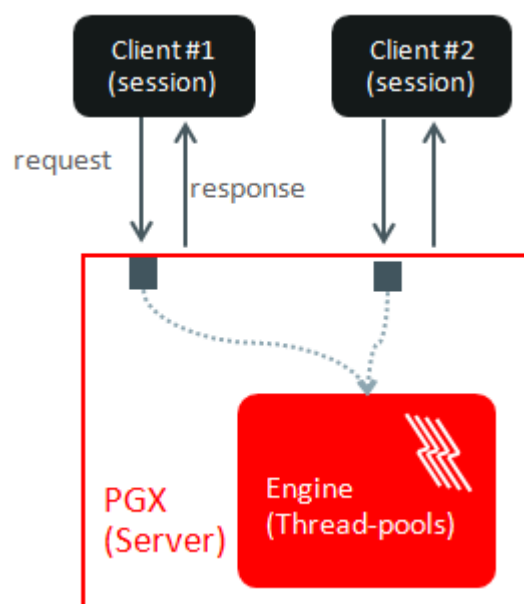 Client #1
(session)
Client #2
(session)
request
response
PGX
(Server)
Engine
(Thread-pools)